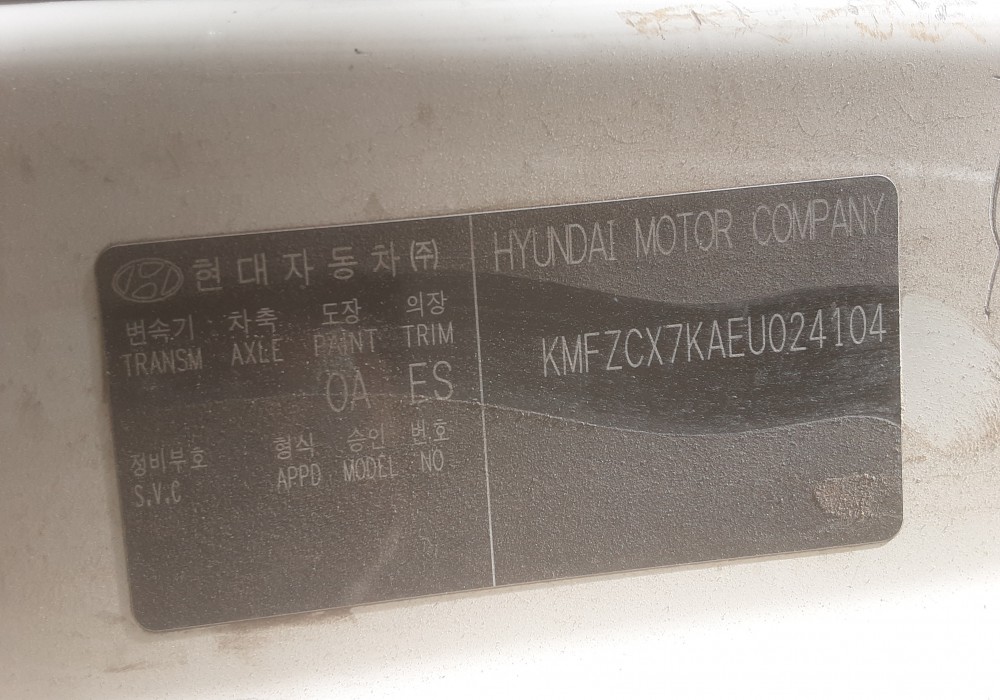 현대자동차(주)
변속기 차축 도장 의장
TRANSM AXLE PAINT TRIM
OA ES
정비부호 형식 승인 번호
S.V.C APPD MODEL NO
HYUNDAI MOTOR COMPANY
KMFZCX7KAEU024104